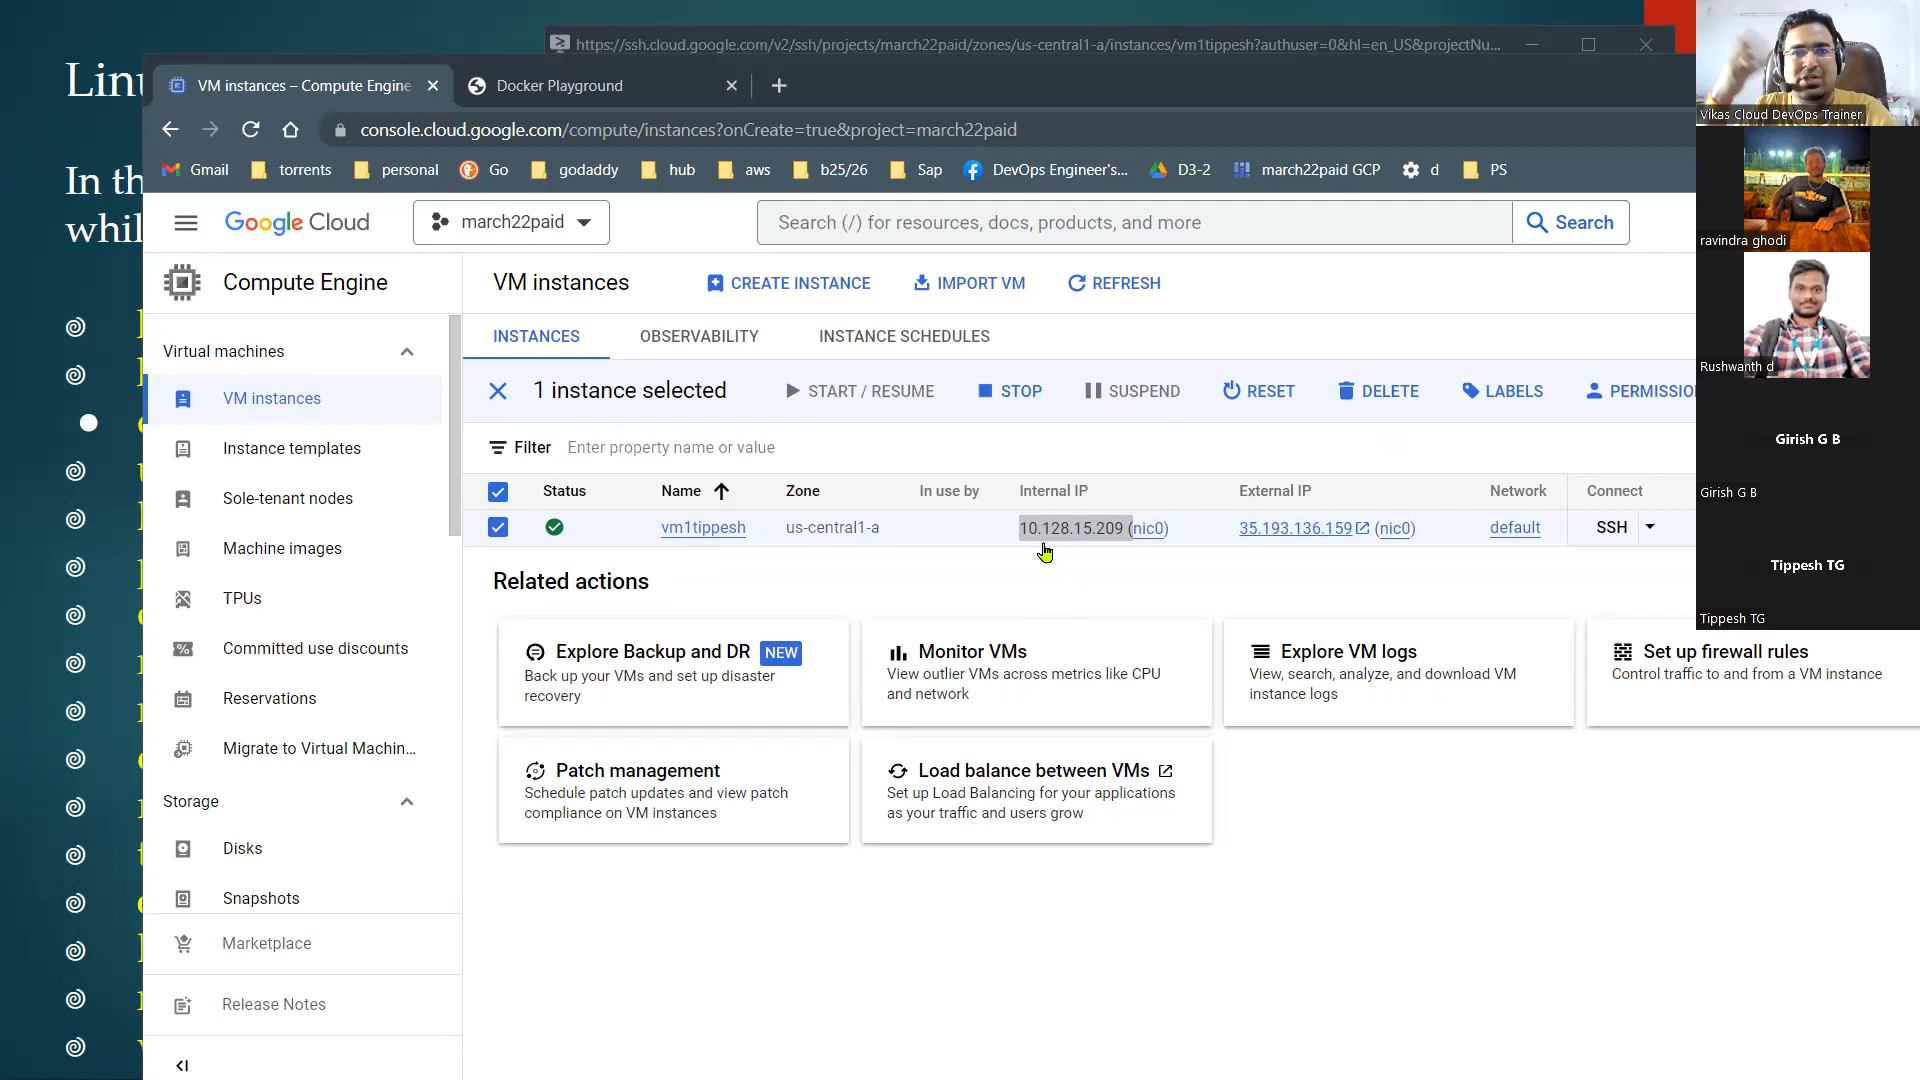 Linu
In th
whil
https://ssh.cloud.google.com/v2/ssh/projects/march22paid/zones/us-central1-a/instances/vm1tippesh?authuser=0&hl=en_US&projectNu...
VM instances – Compute Engine
Docker Playground
console.cloud.google.com/compute/instances?onCreate=true&project=march22paid
Gmail torrents personal Go godaddy hub aws b25/26 Sap DevOps Engineer's... D3-2 march22paid GCP d PS
Google Cloud
march22paid
Search (/) for resources, docs, products, and more
Search
Compute Engine
VM instances
CREATE INSTANCE
IMPORT VM
REFRESH
INSTANCES OBSERVABILITY INSTANCE SCHEDULES
1 instance selected
START / RESUME STOP SUSPEND RESET DELETE LABELS PERMISSIO
Filter Enter property name or value
Status Name Zone In use by Internal IP External IP Network Connect
vm1tippesh us-central1-a 10.128.15.209 (nic0) 35.193.136.159 (nic0) default SSH
Virtual machines
VM instances
Instance templates
Sole-tenant nodes
Machine images
TPUs
Committed use discounts
Reservations
Migrate to Virtual Machin...
Storage
Disks
Snapshots
Marketplace
Release Notes
Related actions
Explore Backup and DR NEW
Back up your VMs and set up disaster
recovery
Monitor VMs
View outlier VMs across metrics like CPU
and network
Explore VM logs
View, search, analyze, and download VM
instance logs
Set up firewall rules
Control traffic to and from a VM instance
Patch management
Schedule patch updates and view patch
compliance on VM instances
Load balance between VMs
Set up Load Balancing for your applications
as your traffic and users grow
Vikas Cloud DevOps Trainer
ravindra ghodi
Rushwanth d
Girish G B
Girish G B
Tippesh TG
Tippesh TG